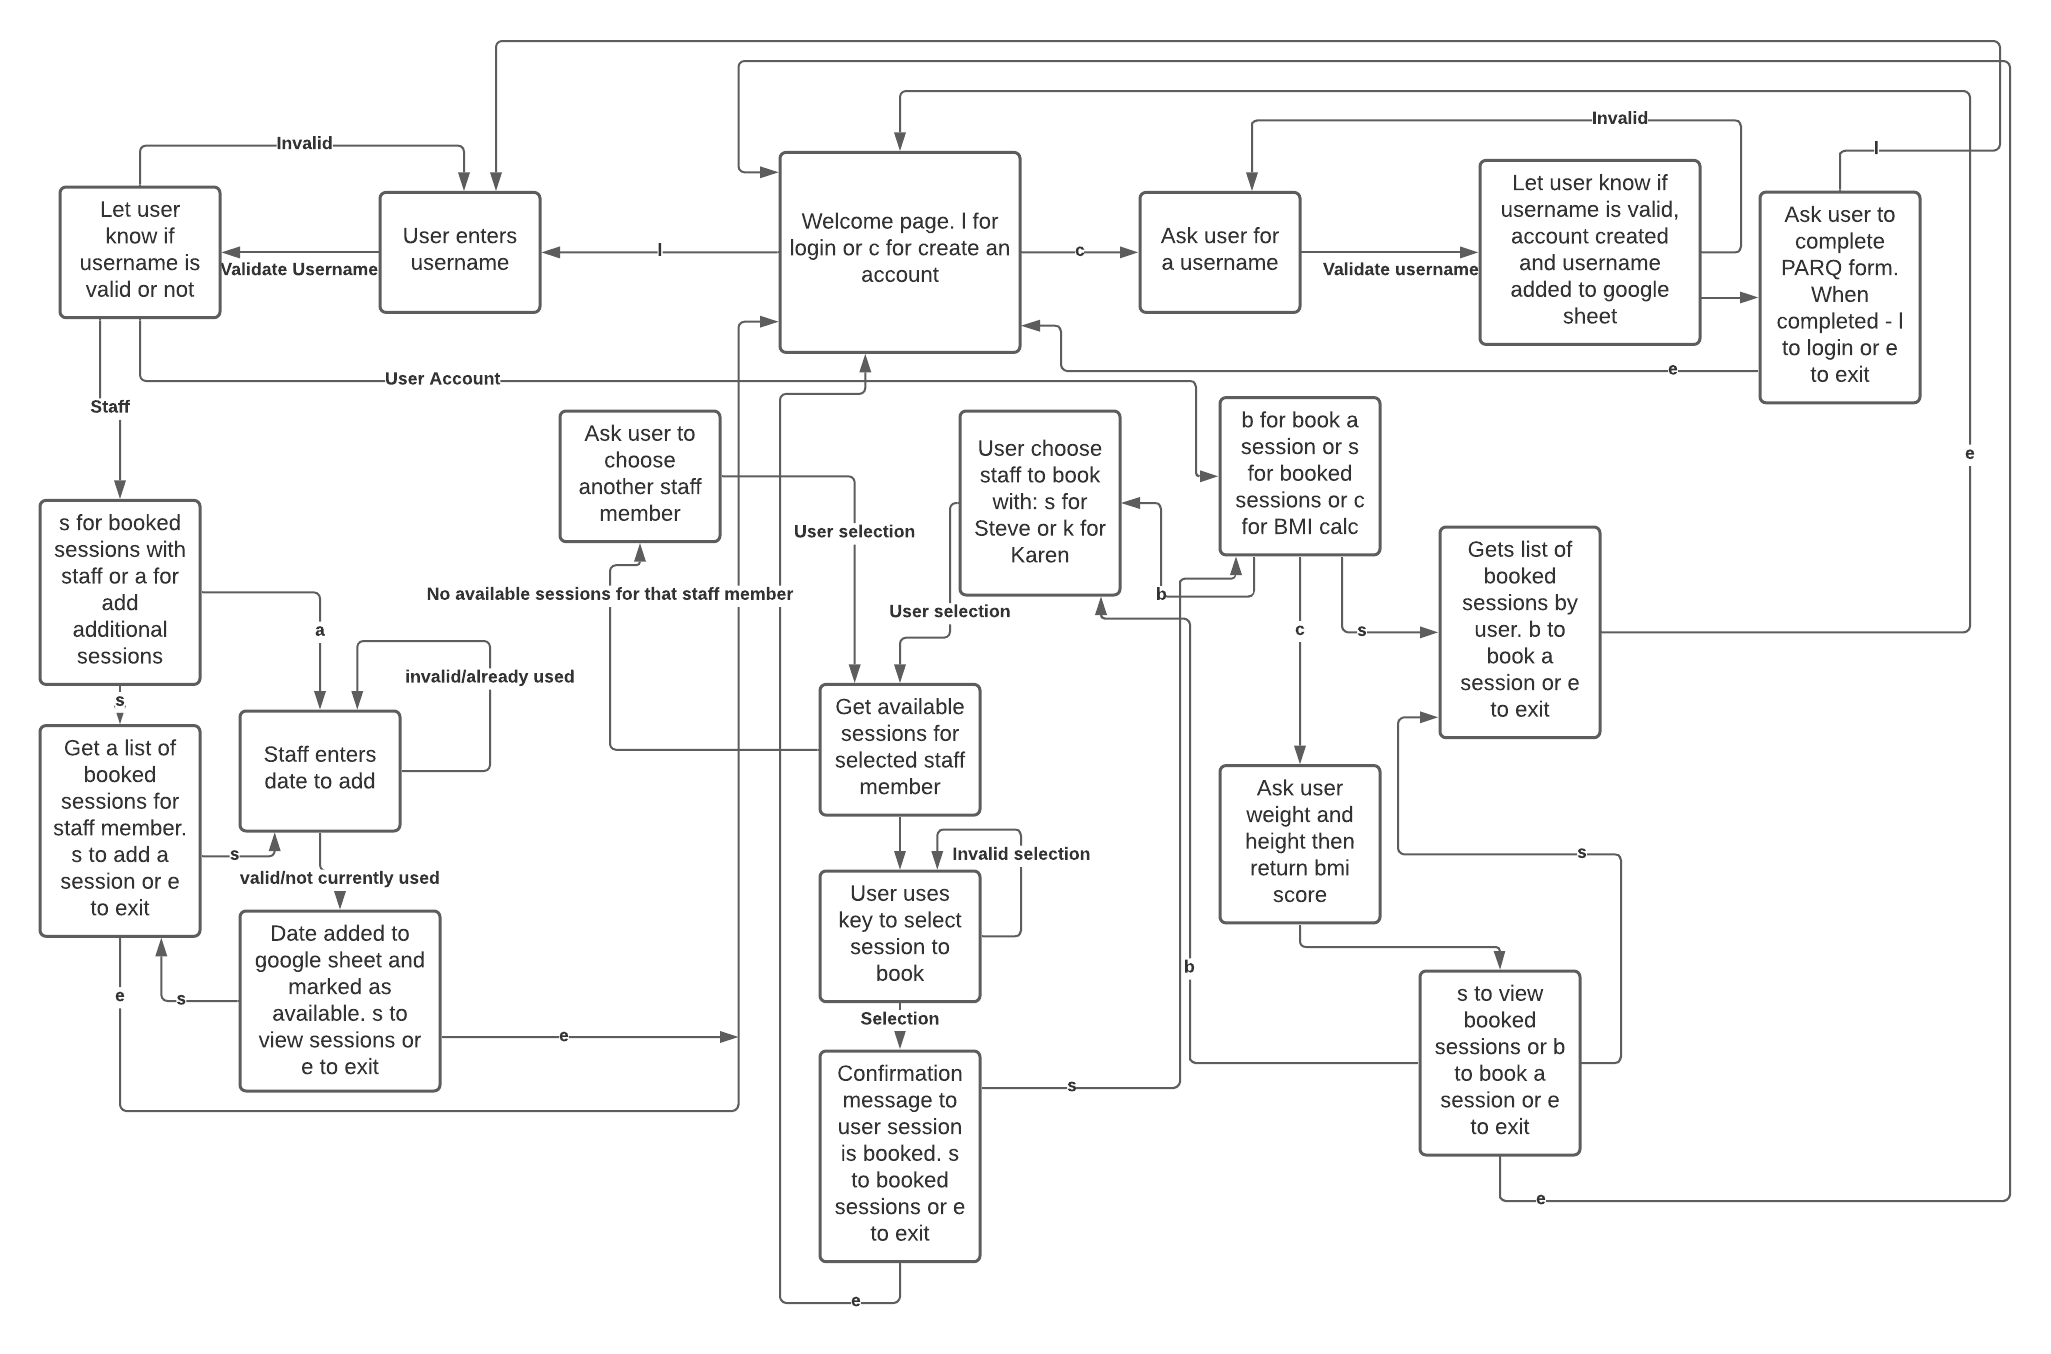 Invalid
Let user
know if
username is
valid or not
Validate Username
User enters
username
l
Welcome page. l for
login or c for create an
account
c
Ask user for
a username
Validate username
Invalid
Let user know if
username is valid,
account created
and username
added to google
sheet
l
Ask user to
complete
PARQ form.
When
completed - l
to login or e
to exit
e
e
User Account
Staff
s for booked
sessions with
staff or a for
add
additional
sessions
a
s
Get a list of
booked
sessions for
staff member.
s to add a
session or e
to exit
s
e
invalid/already used
Staff enters
date to add
valid/not currently used
Date added to
google sheet and
marked as
available. s to
view sessions or
e to exit
s
e
Ask user to
choose
another staff
member
User selection
No available sessions for that staff member
User choose
staff to book
with: s for
Steve or k for
Karen
User selection
Get available
sessions for
selected staff
member
Invalid selection
User uses
key to select
session to
book
Selection
Confirmation
message to
user session
is booked. s
to booked
sessions or e
to exit
s
e
b for book a
session or s
for booked
sessions or c
for BMI calc
b
c
s
Gets list of
booked
sessions by
user. b to
book a
session or e
to exit
Ask user
weight and
height then
return bmi
score
s
b
s to view
booked
sessions or b
to book a
session or e
to exit
e